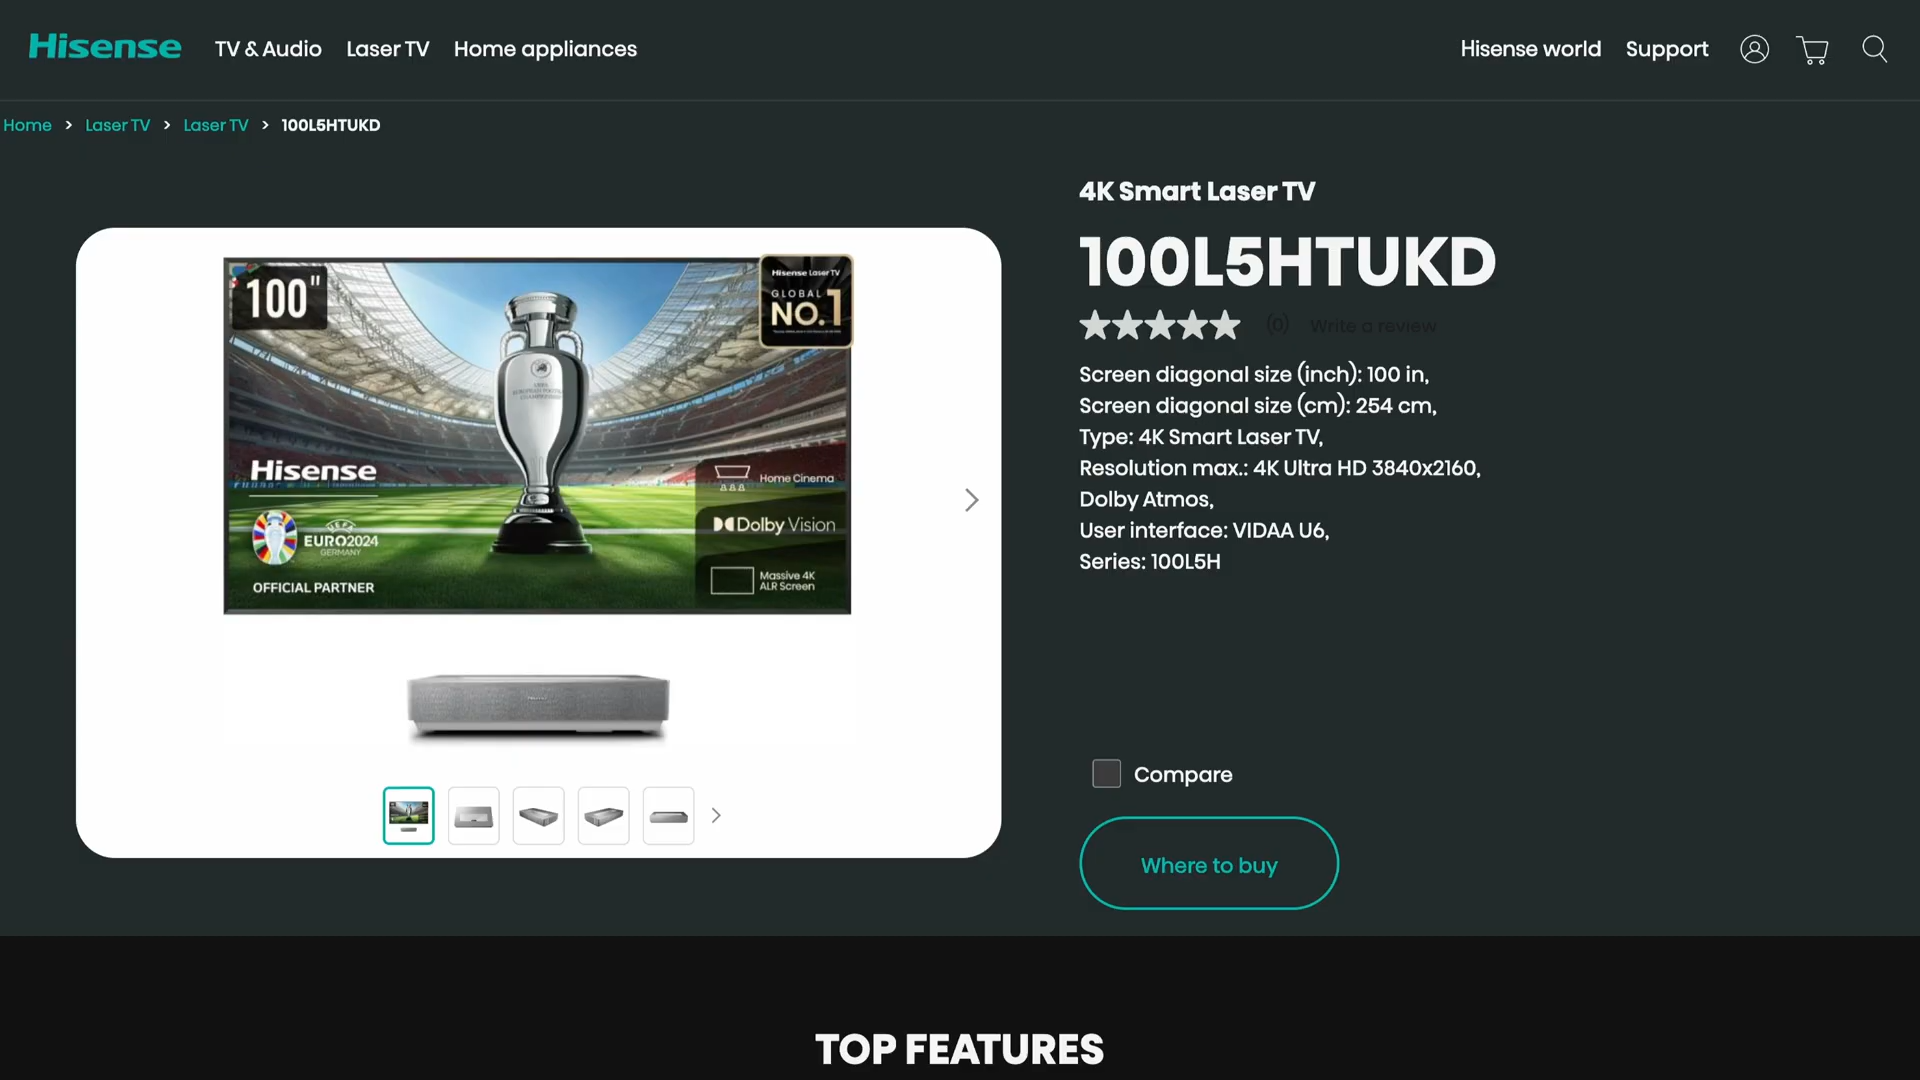 Hisense
TV & Audio
Laser TV
Home appliances
Hisense world
Support
Home > Laser TV > Laser TV > 100L5HTUKD
4K Smart Laser TV
100L5HTUKD
(0) Write a review
Screen diagonal size (inch): 100 in,
Screen diagonal size (cm): 254 cm,
Type: 4K Smart Laser TV,
Resolution max.: 4K Ultra HD 3840x2160,
Dolby Atmos,
User interface: VIDAA U6,
Series: 100L5H
100"
Hisense Laser TV
GLOBAL
NO.1
Hisense
UEFA
EURO2024
GERMANY
OFFICIAL PARTNER
Home Cinema
Dolby Vision
Massive 4K
ALR Screen
Compare
Where to buy
TOP FEATURES